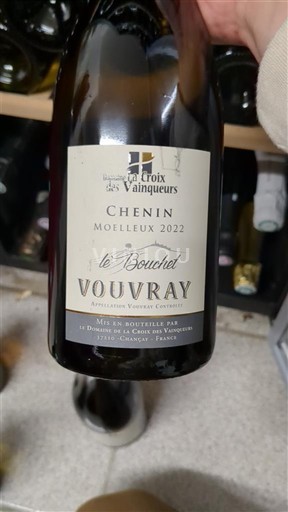 Domaine La Croix
des Vainqueurs
CHENIN
MOELLEUX 2022
le Bouchet
VOUVRAY
APPELLATION VOUVRAY CONTRÔLÉE
MIS EN BOUTEILLE PAR
LE DOMAINE DE LA CROIX DES VAINQUEURS
37210 - CHANÇAY - FRANCE